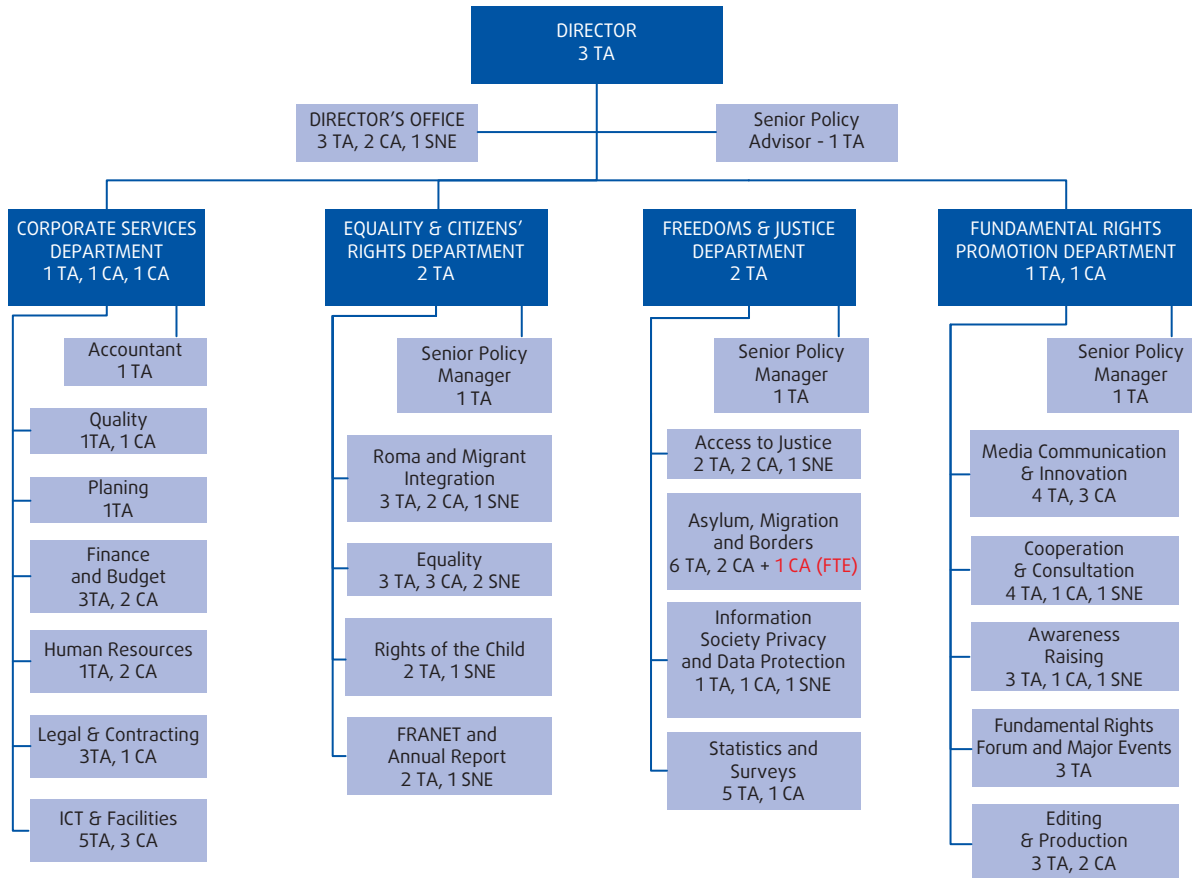 DIRECTOR
3 TA
DIRECTOR'S OFFICE
3 TA, 2 CA, 1 SNE
Senior Policy
Advisor - 1 TA
CORPORATE SERVICES
DEPARTMENT
1 TA, 1 CA, 1 CA
Accountant
1 TA
Quality
1TA, 1 CA
Planing
1TA
Finance
and Budget
3TA, 2 CA
Human Resources
1TA, 2 CA
Legal & Contracting
3TA, 1 CA
ICT & Facilities
5TA, 3 CA
EQUALITY & CITIZENS'
RIGHTS DEPARTMENT
2 TA
Senior Policy
Manager
1 TA
Roma and Migrant
Integration
3 TA, 2 CA, 1 SNE
Equality
3 TA, 3 CA, 2 SNE
Rights of the Child
2 TA, 1 SNE
FRANET and
Annual Report
2 TA, 1 SNE
FREEDOMS & JUSTICE
DEPARTMENT
2 TA
Senior Policy
Manager
1 TA
Access to Justice
2 TA, 2 CA, 1 SNE
Asylum, Migration
and Borders
6 TA, 2 CA + 1 CA (FTE)
Information
Society Privacy
and Data Protection
1 TA, 1 CA, 1 SNE
Statistics and
Surveys
5 TA, 1 CA
FUNDAMENTAL RIGHTS
PROMOTION DEPARTMENT
1 TA, 1 CA
Senior Policy
Manager
1 TA
Media Communication
& Innovation
4 TA, 3 CA
Cooperation
& Consultation
4 TA, 1 CA, 1 SNE
Awareness
Raising
3 TA, 1 CA, 1 SNE
Fundamental Rights
Forum and Major Events
3 TA
Editing
& Production
3 TA, 2 CA